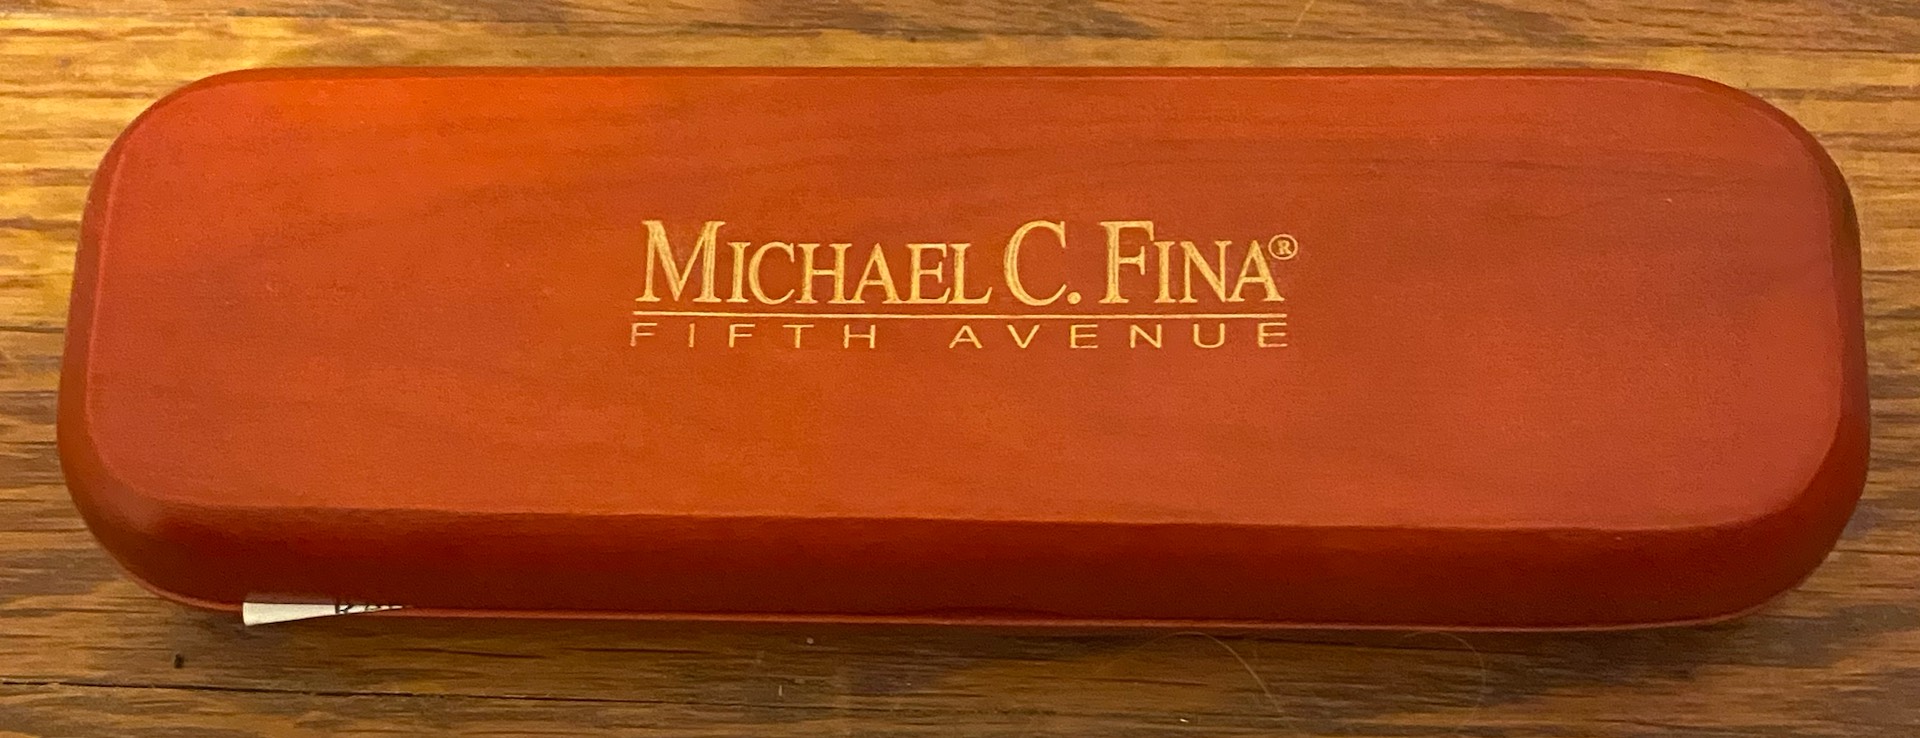 MICHAEL C. FINA®
FIFTH AVENUE